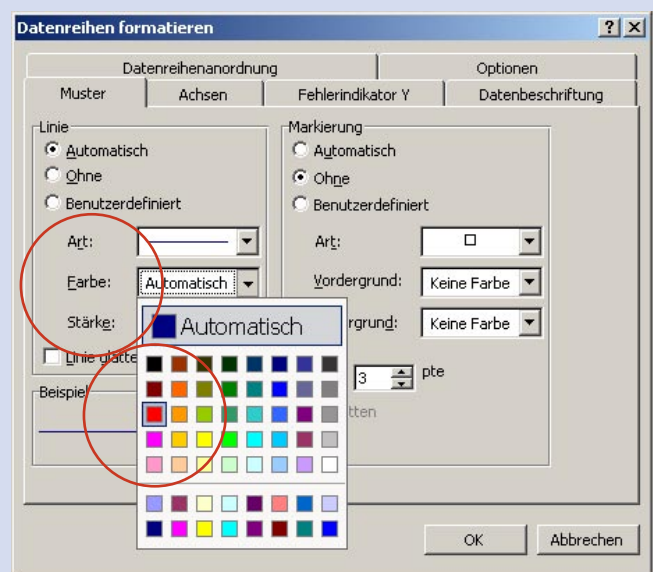 Datenreihen formatieren
Datenreihenanordnung Optionen
Muster Achsen Fehlerindikator Y Datenbeschriftung
Linie
Automatisch
Ohne
Benutzerdefiniert
Art:
Farbe: Automatisch
Stärke:
Automatisch
Linie glätte
Beispiel
Markierung
Automatisch
Ohne
Benutzerdefiniert
Art:
Vordergrund: Keine Farbe
rgrund: Keine Farbe
3 pte
tten
OK Abbrechen